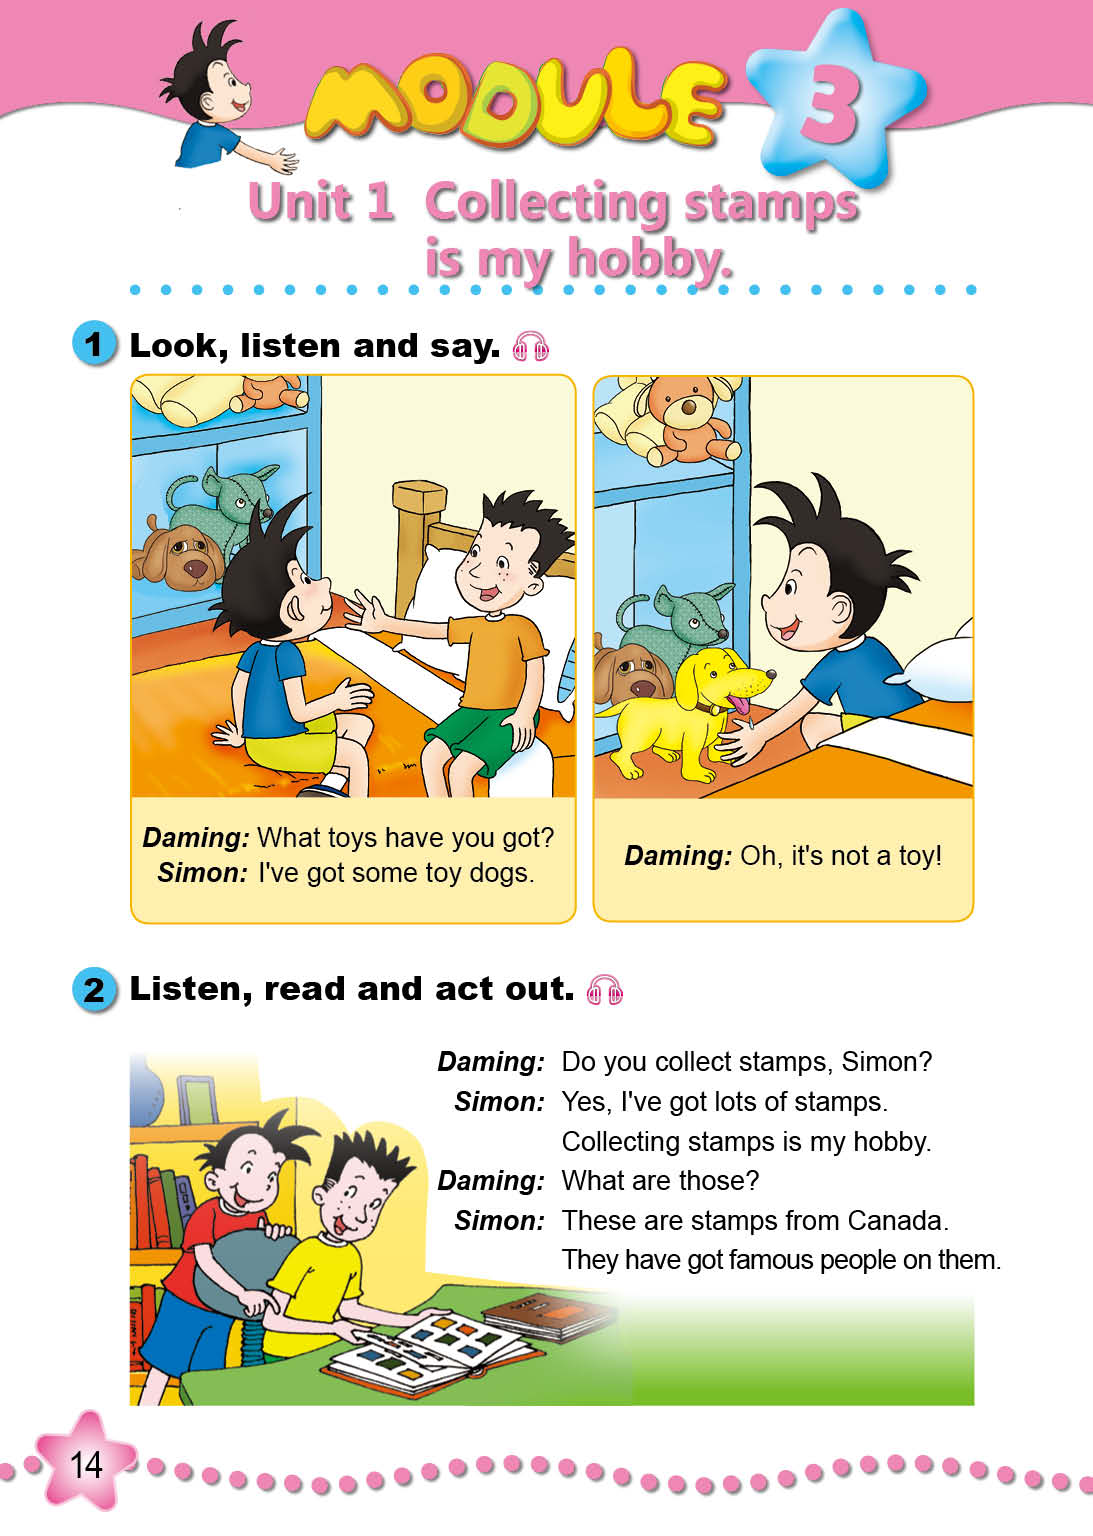 MODULE 3
Unit 1 Collecting stamps
is my hobby.
1 Look, listen and say.
Daming: What toys have you got?
Simon: I've got some toy dogs.
Daming: Oh, it's not a toy!
2 Listen, read and act out.
Daming: Do you collect stamps, Simon?
Simon: Yes, I've got lots of stamps.
Collecting stamps is my hobby.
Daming: What are those?
Simon: These are stamps from Canada.
They have got famous people on them.
14